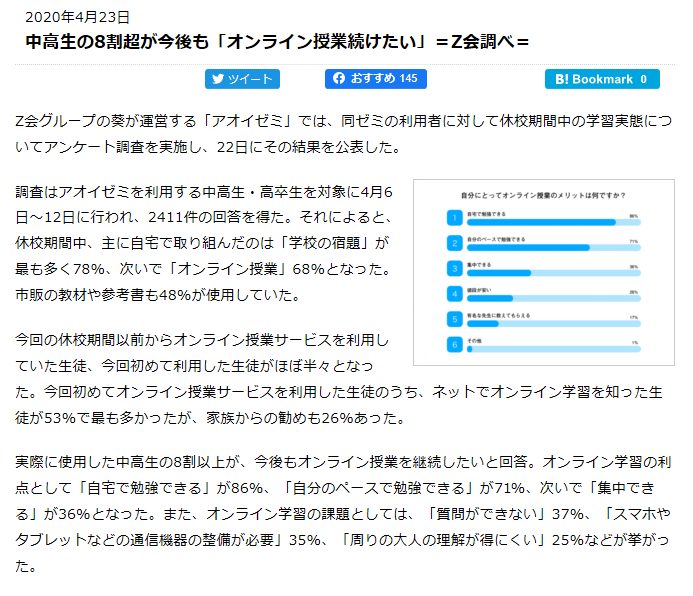 2020年4月23日
中高生の8割超が今後も「オンライン授業続けたい」＝Z会調べ＝
ツイート
おすすめ 145
B! Bookmark 0
Z会グループの葵が運営する「アオイゼミ」では、同ゼミの利用者に対して休校期間中の学習実態につ
いてアンケート調査を実施し、22日にその結果を公表した。
調査はアオイゼミを利用する中高生・高卒生を対象に4月6
日～12日に行われ、2411件の回答を得た。それによると、
休校期間中、主に自宅で取り組んだのは「学校の宿題」が
最も多く78%、次いで「オンライン授業」68%となった。
市販の教材や参考書も48%が使用していた。
自分にとってオンライン授業のメリットは何ですか？
1 自宅で勉強できる 86%
2 自分のペースで勉強できる 71%
3 集中できる 36%
4 値段が安い
5 有名な先生に教えてもらえる 17%
6 その他
今回の休校期間以前からオンライン授業サービスを利用し
ていた生徒、今回初めて利用した生徒がほぼ半々となっ
た。今回初めてオンライン授業サービスを利用した生徒のうち、ネットでオンライン学習を知った生
徒が53%で最も多かったが、家族からの勧めも26%あった。
実際に使用した中高生の8割以上が、今後もオンライン授業を継続したいと回答。オンライン学習の利
点として「自宅で勉強できる」が86%、「自分のペースで勉強できる」が71%、次いで「集中でき
る」が36%となった。また、オンライン学習の課題としては、「質問ができない」37%、「スマホや
タブレットなどの通信機器の整備が必要」35%、「周りの大人の理解が得にくい」25%などが挙がっ
た。